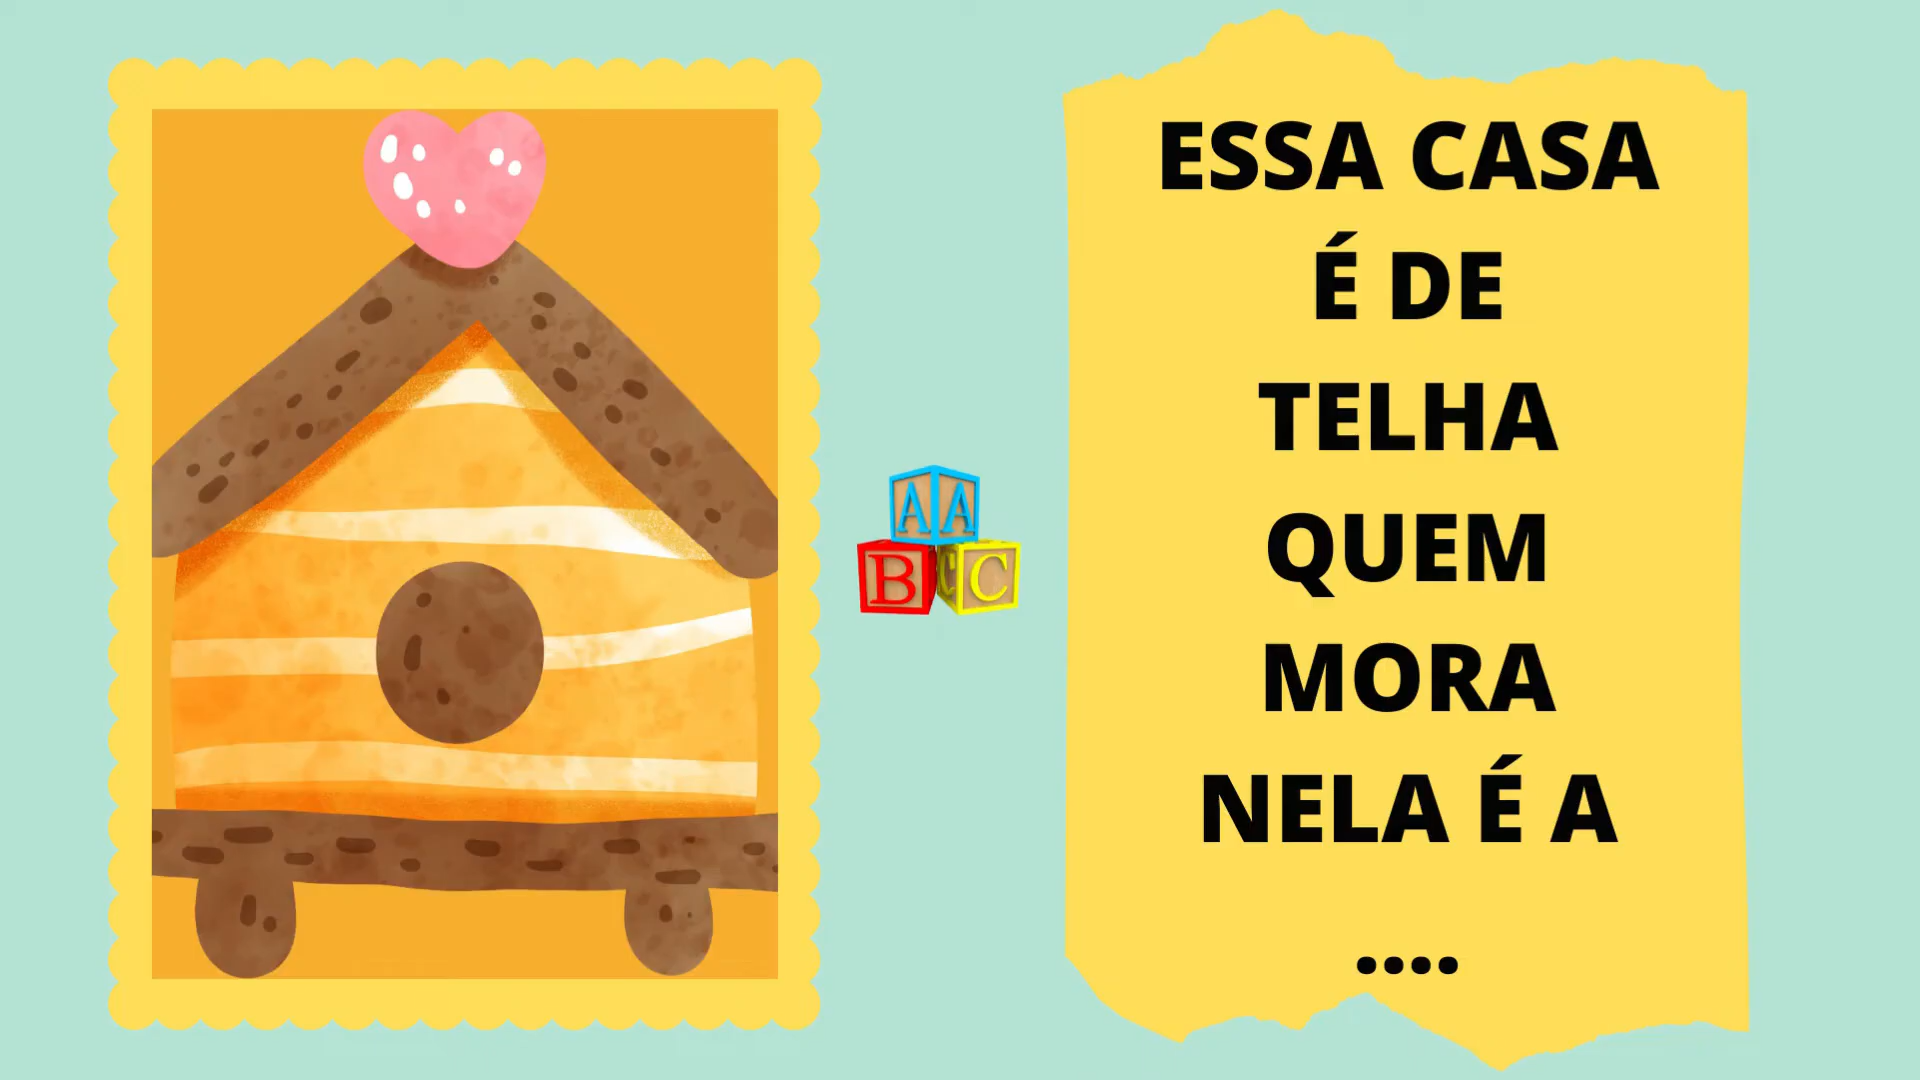 A A
B C C
ESSA CASA
É DE
TELHA
QUEM
MORA
NELA É A
....